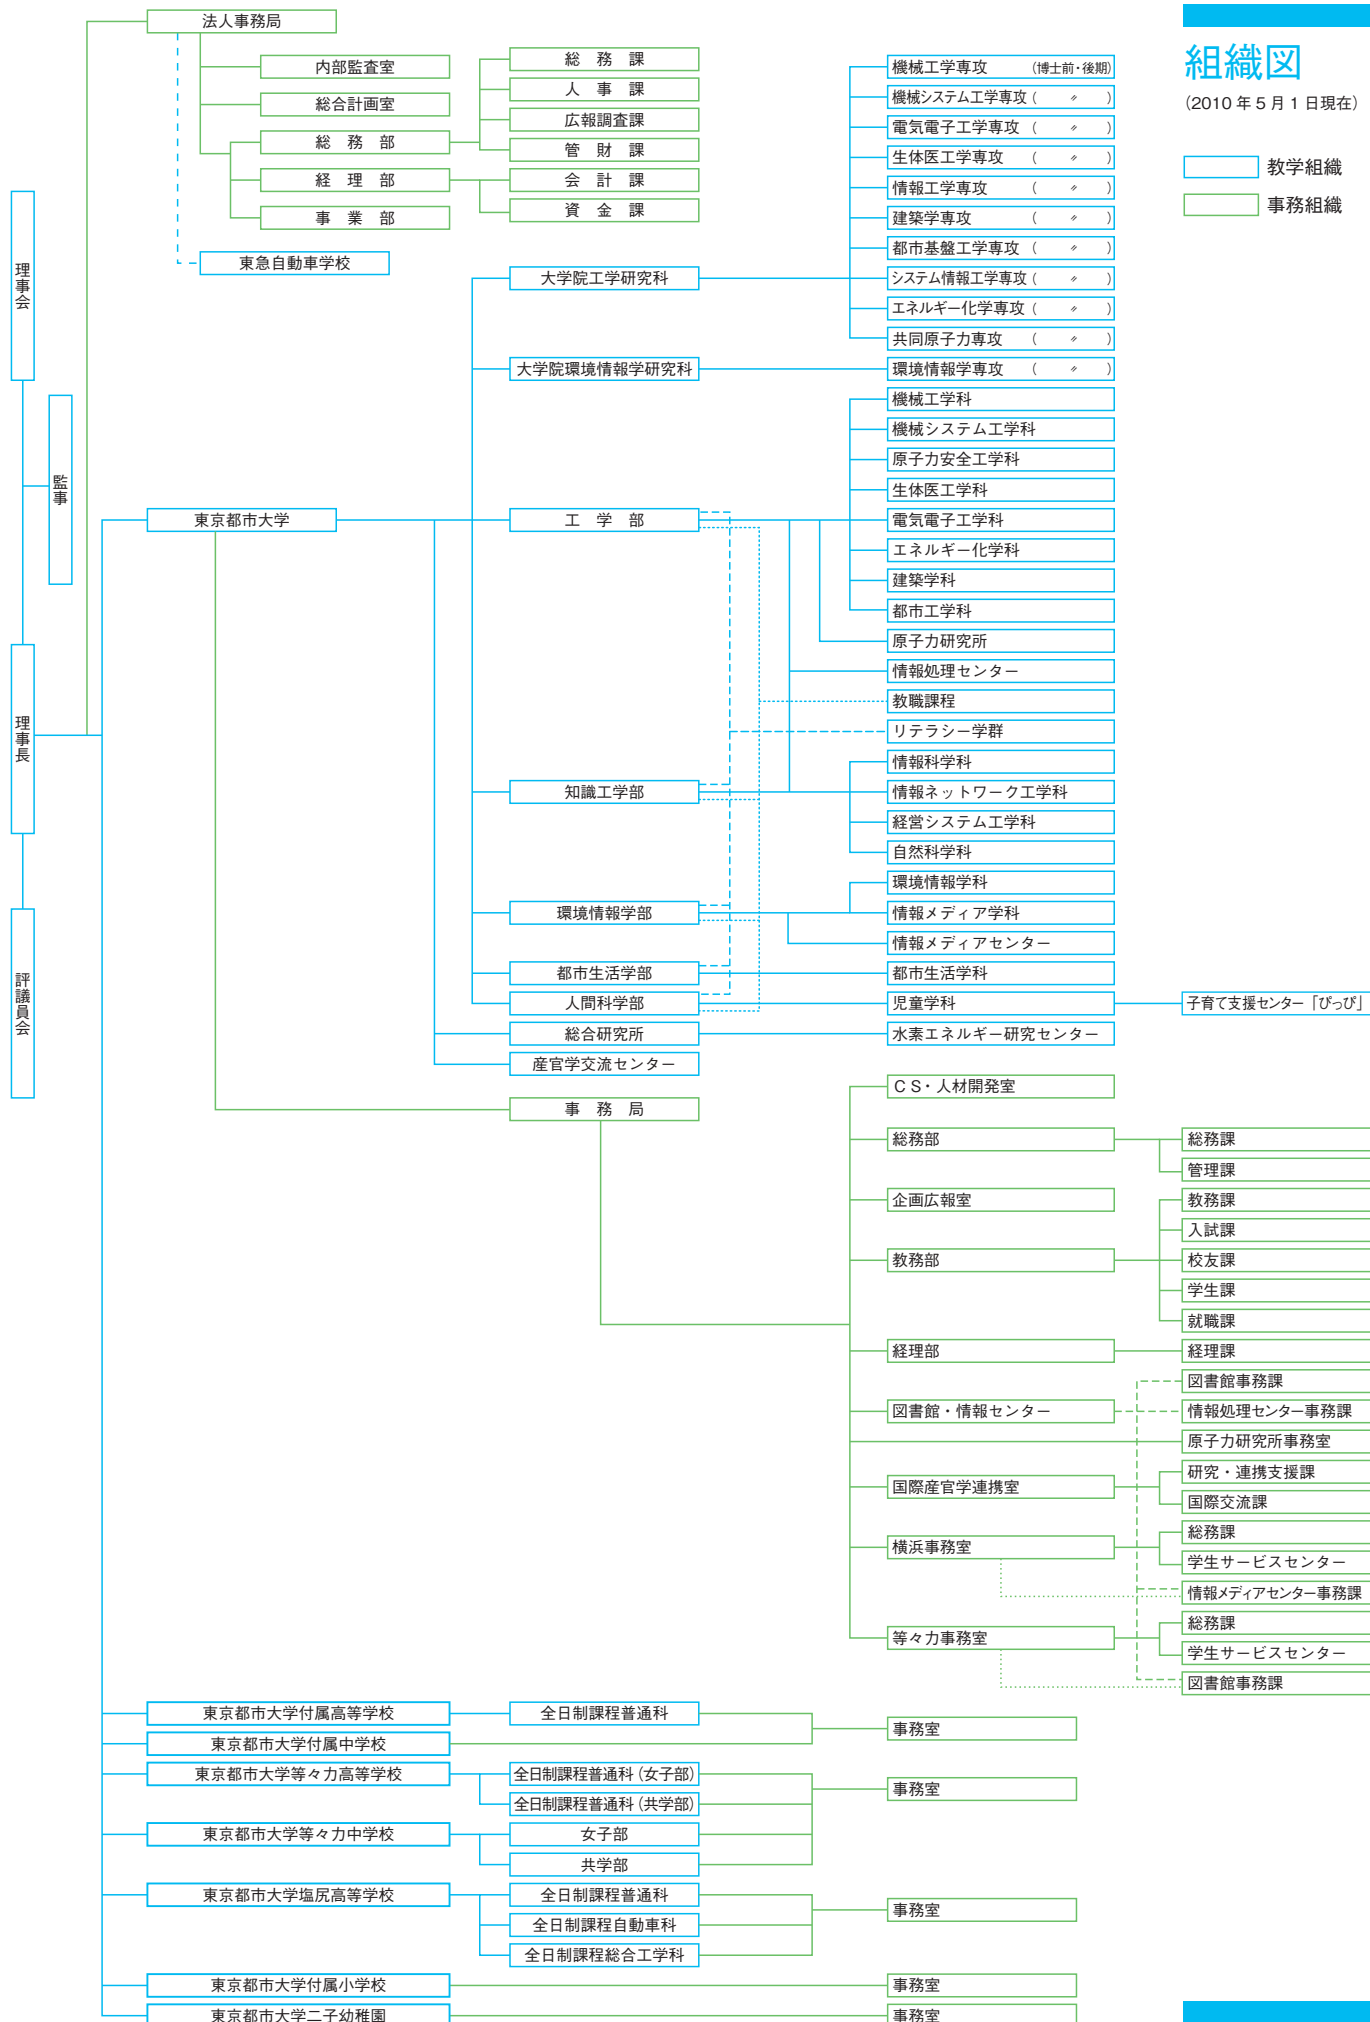 組織図
（2010年5月1日現在）
教学組織
事務組織
理事会
監事
理事長
評議員会
法人事務局
内部監査室
総合計画室
総務部
経理部
事業部
総務課
人事課
広報調査課
管財課
会計課
資金課
東急自動車学校
東京都市大学
大学院工学研究科
機械工学専攻 （博士前・後期）
機械システム工学専攻（ 〃 ）
電気電子工学専攻（ 〃 ）
生体医工学専攻（ 〃 ）
情報工学専攻（ 〃 ）
建築学専攻（ 〃 ）
都市基盤工学専攻（ 〃 ）
システム情報工学専攻（ 〃 ）
エネルギー化学専攻（ 〃 ）
共同原子力専攻（ 〃 ）
大学院環境情報学研究科
環境情報学専攻（ 〃 ）
工学部
機械工学科
機械システム工学科
原子力安全工学科
生体医工学科
電気電子工学科
エネルギー化学科
建築学科
都市工学科
原子力研究所
情報処理センター
教職課程
リテラシー学群
知識工学部
情報科学科
情報ネットワーク工学科
経営システム工学科
自然科学科
環境情報学部
環境情報学科
情報メディア学科
情報メディアセンター
都市生活学部
都市生活学科
人間科学部
児童学科
子育て支援センター「ぴっぴ」
総合研究所
水素エネルギー研究センター
産官学交流センター
事務局
CS・人材開発室
総務部
総務課
管理課
企画広報室
教務部
教務課
入試課
校友課
学生課
就職課
経理部
経理課
図書館・情報センター
図書館事務課
情報処理センター事務課
原子力研究所事務室
国際産官学連携室
研究・連携支援課
国際交流課
横浜事務室
総務課
学生サービスセンター
情報メディアセンター事務課
等々力事務室
総務課
学生サービスセンター
図書館事務課
東京都市大学付属高等学校
全日制課程普通科
東京都市大学付属中学校
事務室
東京都市大学等々力高等学校
全日制課程普通科（女子部）
全日制課程普通科（共学部）
事務室
東京都市大学等々力中学校
女子部
共学部
東京都市大学塩尻高等学校
全日制課程普通科
全日制課程自動車科
全日制課程総合工学科
事務室
東京都市大学付属小学校
事務室
東京都市大学二子幼稚園
事務室